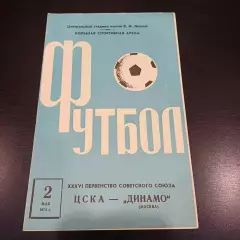 Центральный стадион имени В. И. Ленина
БОЛЬШАЯ СПОРТИВНАЯ АРЕНА
ФУТБОЛ
2
МАЯ
XXXVI ПЕРВЕНСТВО СОВЕТСКОГО СОЮЗА
ЦСКА — „ДИНАМО"
(МОСКВА)